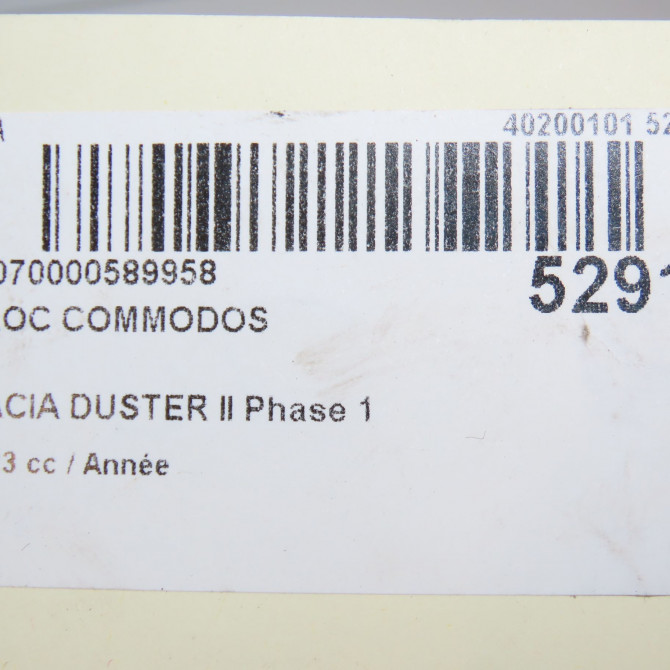 A 40200101 52
070000589958
5291
OC COMMODOS
ACIA DUSTER II Phase 1
3 cc / Année